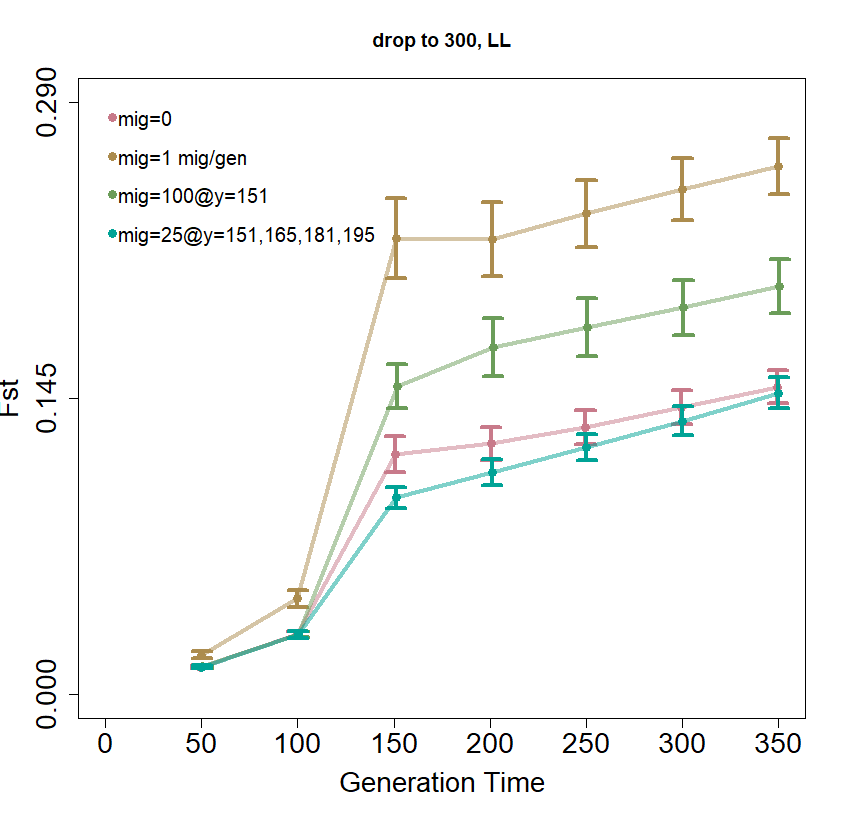 drop to 300, LL
0.290
mig=0
mig=1 mig/gen
mig=100@y=151
mig=25@y=151,165,181,195
0.145
Fst
0.000
0 50 100 150 200 250 300 350
Generation Time